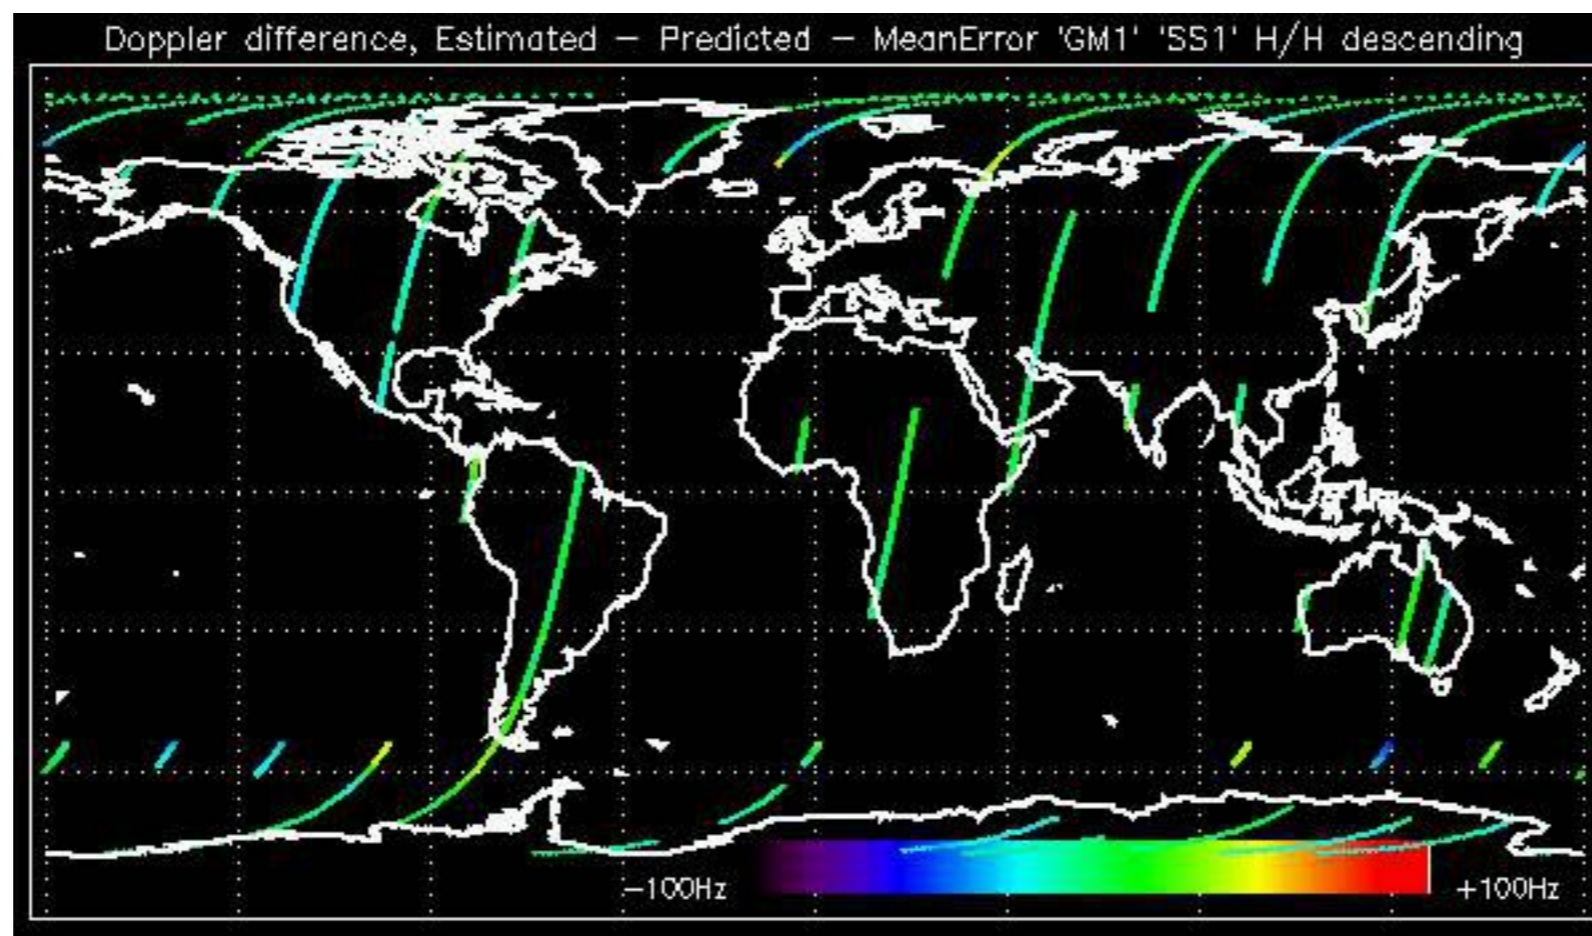 Doppler difference, Estimated – Predicted – MeanError 'GM1' 'SS1' H/H descending
–100Hz
+100Hz